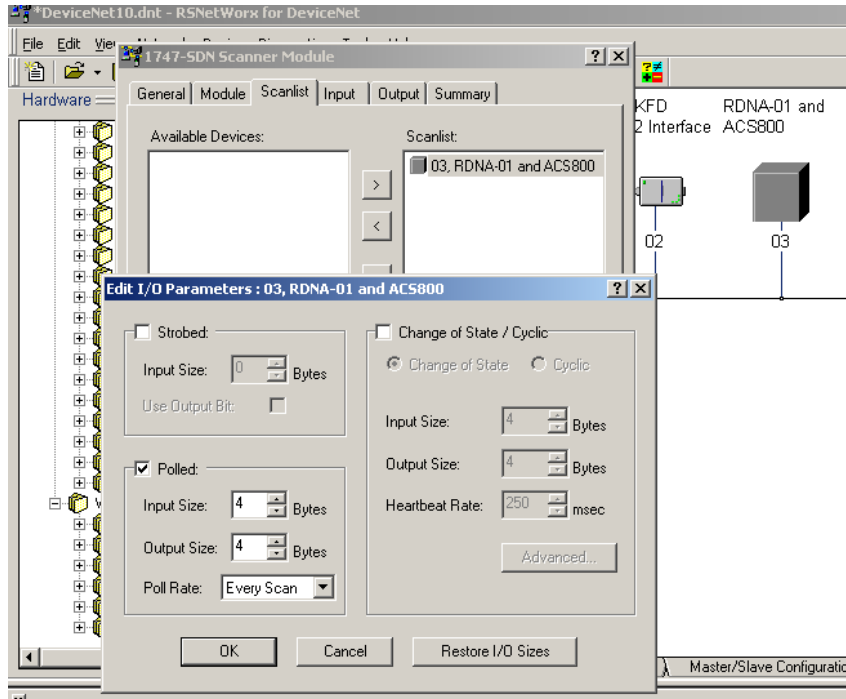 *DeviceNet10.dnt - RSNetWorx for DeviceNet
File Edit
1747-SDN Scanner Module
General Module Scanlist Input Output Summary
Hardware
Available Devices:
Scanlist:
03, RDNA-01 and ACS800
>
<
KFD
2 Interface
RDNA-01 and
ACS800
02
03
Edit I/O Parameters : 03, RDNA-01 and ACS800
Strobed:
Input Size: 0 Bytes
Use Output Bit:
Polled:
Input Size: 4 Bytes
Output Size: 4 Bytes
Poll Rate: Every Scan
Change of State / Cyclic
Change of State Cyclic
Input Size: 4 Bytes
Output Size: 4 Bytes
Heartbeat Rate: 250 msec
Advanced...
OK Cancel Restore I/O Sizes
Master/Slave Configuratic